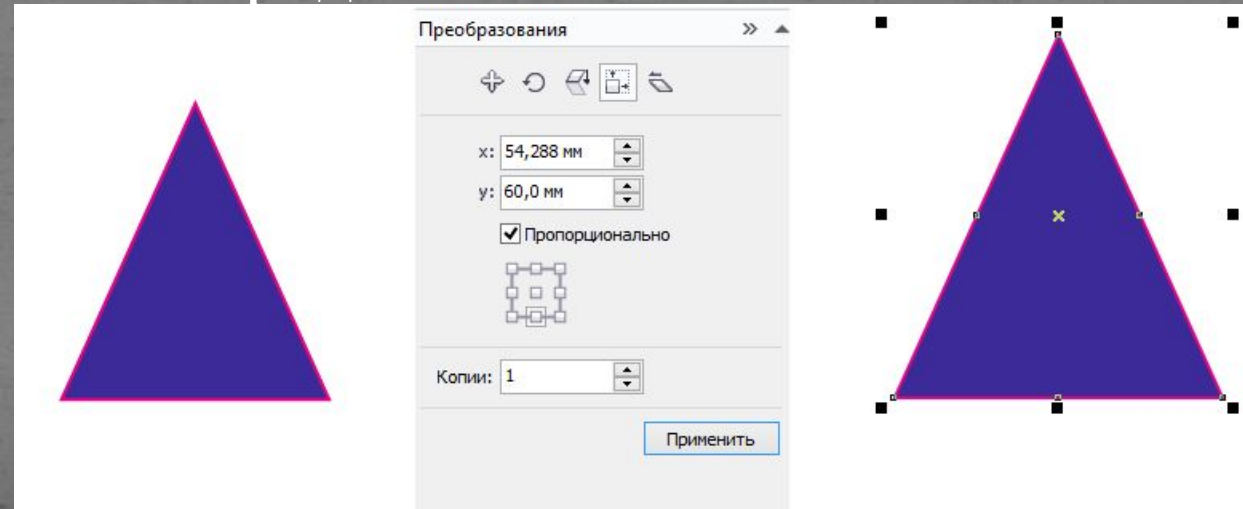 Преобразования
x: 54,288 мм
y: 60,0 мм
Пропорционально
Копии: 1
Применить